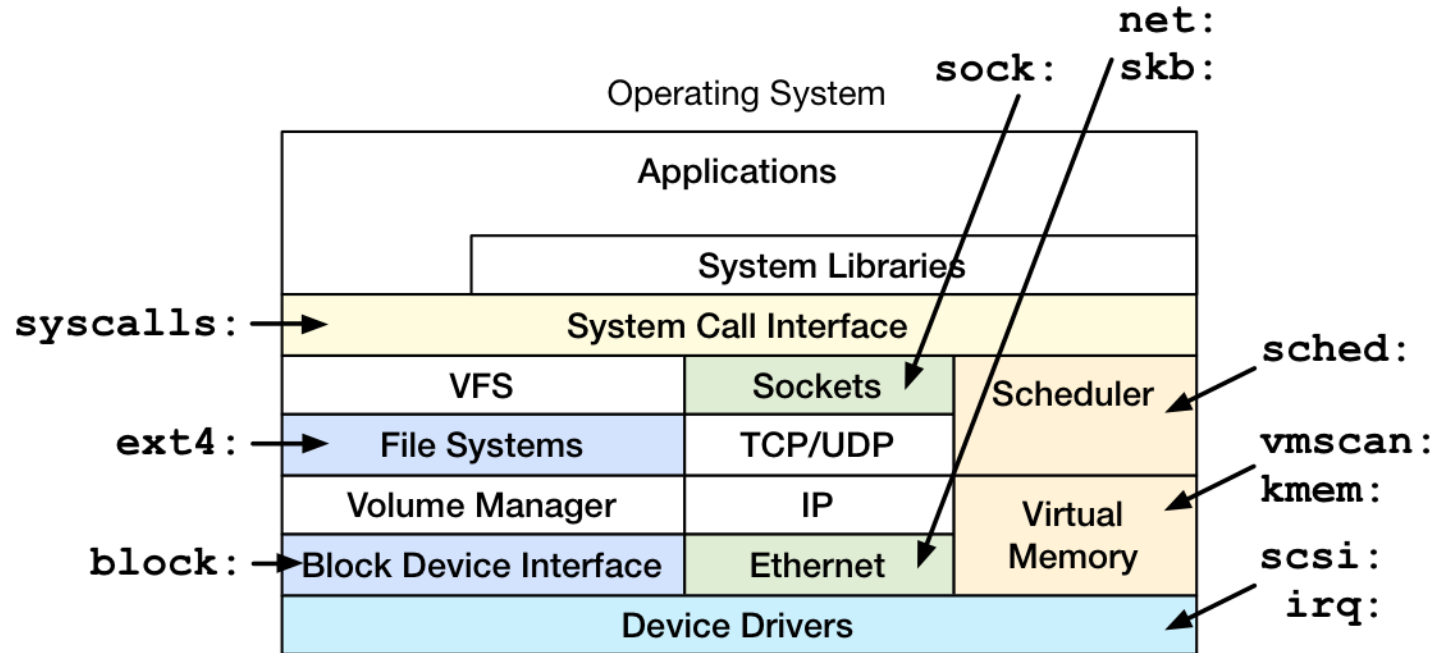 net:
sock: skb:
Operating System
Applications
System Libraries
syscalls: System Call Interface
sched:
VFS Sockets Scheduler
ext4: File Systems TCP/UDP
vmscan:
kmem:
Volume Manager IP Virtual
Memory
block: Block Device Interface Ethernet
scsi:
irq:
Device Drivers